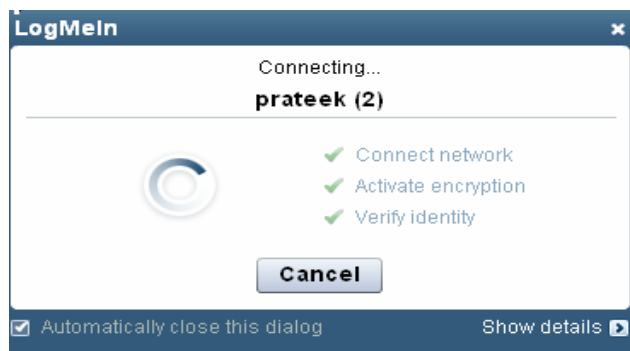 LogMeIn
Connecting...
prateek (2)
Connect network
Activate encryption
Verify identity
Cancel
Automatically close this dialog
Show details